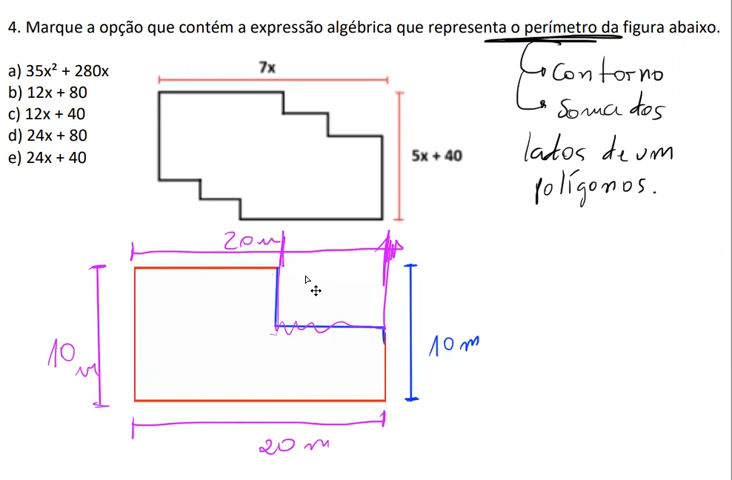 4. Marque a opção que contém a expressão algébrica que representa o perímetro da figura abaixo.
a) 35x² + 280x
b) 12x + 80
c) 12x + 40
d) 24x + 80
e) 24x + 40
7x
5x + 40
contorno
soma dos
lados de um
polígonos.
20 m
10 m
10 m
20 m